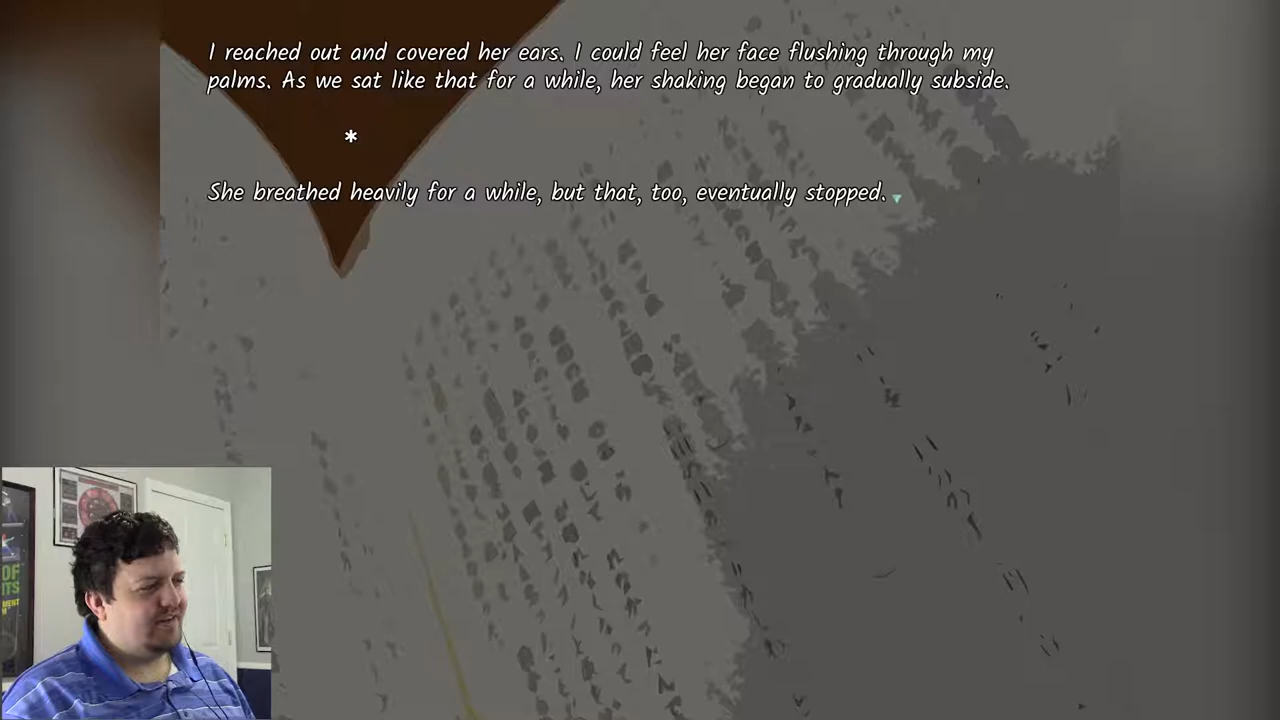 I reached out and covered her ears. I could feel her face flushing through my
palms. As we sat like that for a while, her shaking began to gradually subside.
*
She breathed heavily for a while, but that, too, eventually stopped.
OF